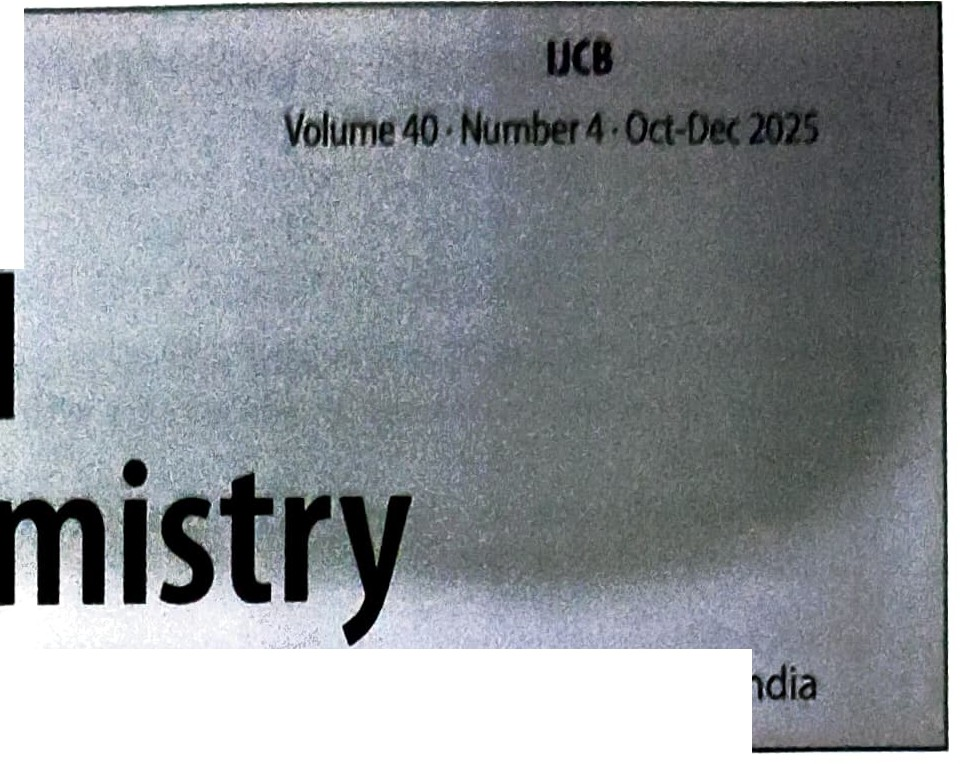 IJCB
Volume 40 · Number 4 · Oct-Dec 2025
mistry
ndia